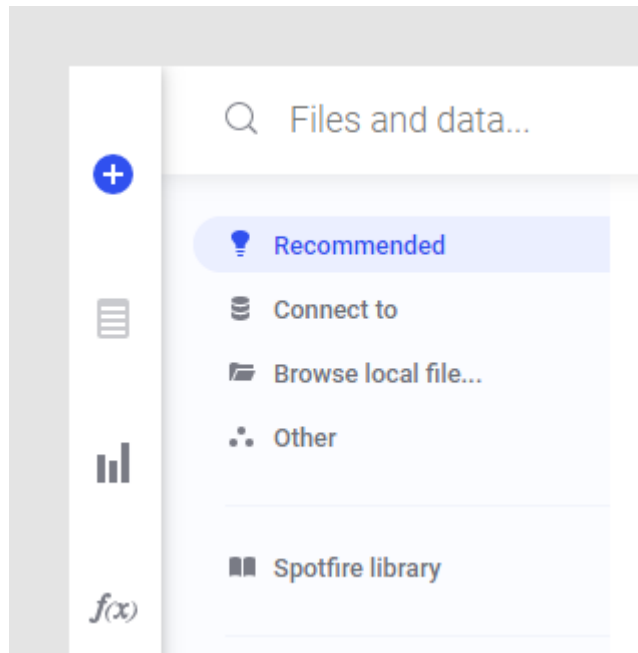 Files and data...
Recommended
Connect to
Browse local file...
Other
Spotfire library
f(x)